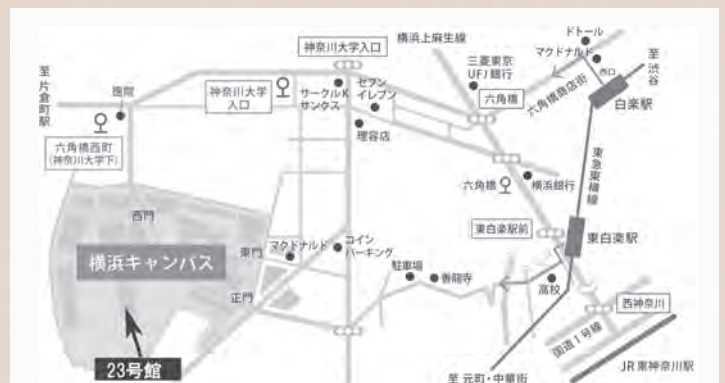 神奈川大学入口
横浜上麻生線
ドトール
マクドナルド
西口
至 渋谷
三菱東京
UFJ銀行
至 片倉町駅
医院
神奈川大学
入口
サークルK
サンクス
セブン
イレブン
六角橋
六角橋商店街
白楽駅
六角橋西町
(神奈川大学下)
理容店
東急東横線
六角橋
横浜銀行
西門
東白楽駅前
東白楽駅
横浜キャンパス
東門
マクドナルド
コイン
パーキング
駐車場
善龍寺
正門
高校
西神奈川
国道1号線
23号館
至 元町・中華街
JR東神奈川駅